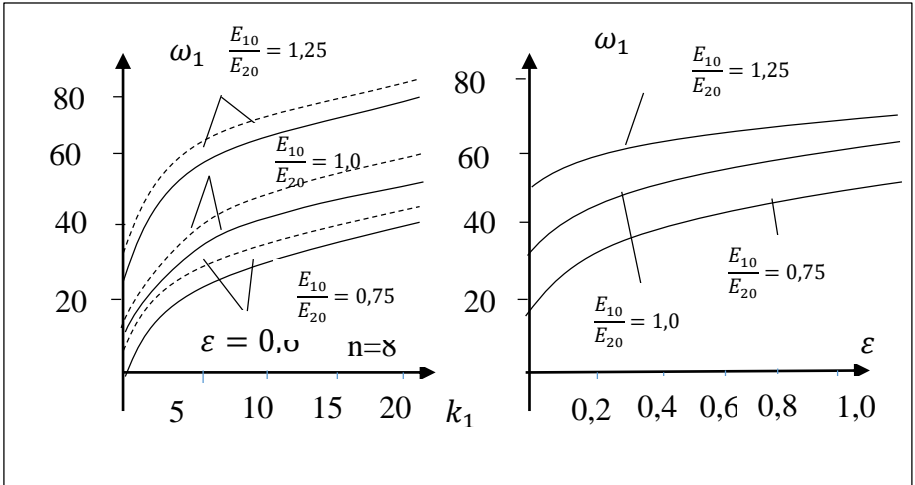 ω₁
E₁₀/E₂₀ = 1,25
80
60
E₁₀/E₂₀ = 1,0
40
20
E₁₀/E₂₀ = 0,75
ε =
n=8
5 10 15 20 k₁
ω₁
E₁₀/E₂₀ = 1,25
80
60
40
E₁₀/E₂₀ = 0,75
20
E₁₀/E₂₀ = 1,0
ε
0,2 0,4 0,6 0,8 1,0